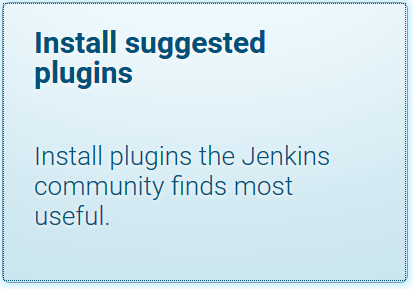 Install suggested
plugins
Install plugins the Jenkins
community finds most
useful.